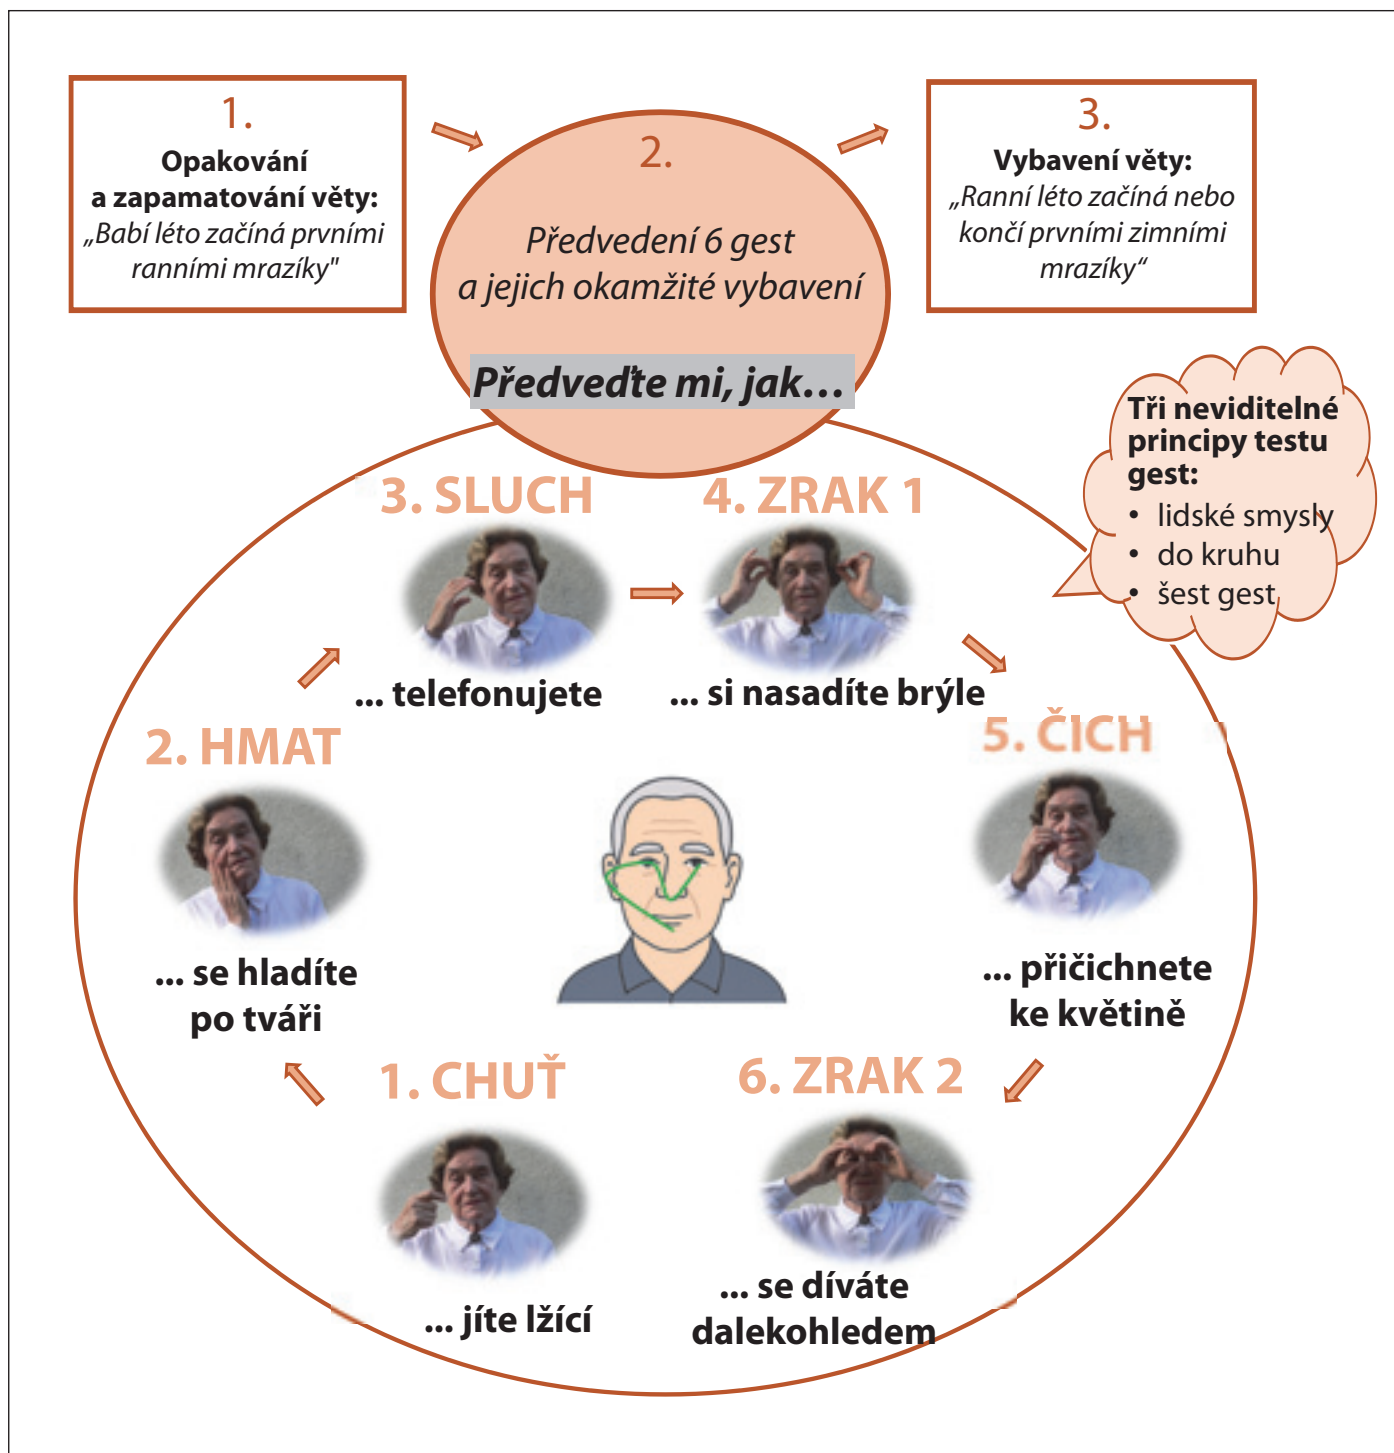 1.
Opakování
a zapamatování věty:
„Babí léto začíná prvními
ranními mrazíky"
2.
Předvedení 6 gest
a jejich okamžité vybavení
Předveďte mi, jak...
3.
Vybavení věty:
„Ranní léto začíná nebo
končí prvními zimními
mrazíky“
Tři neviditelné
principy testu
gest:
• lidské smysly
• do kruhu
• šest gest
3. SLUCH
... telefonujete
4. ZRAK 1
... si nasadíte brýle
2. HMAT
... se hladíte
po tváři
5. ČICH
... přičichnete
ke květině
1. CHUŤ
... jíte lžící
6. ZRAK 2
... se díváte
dalekohledem